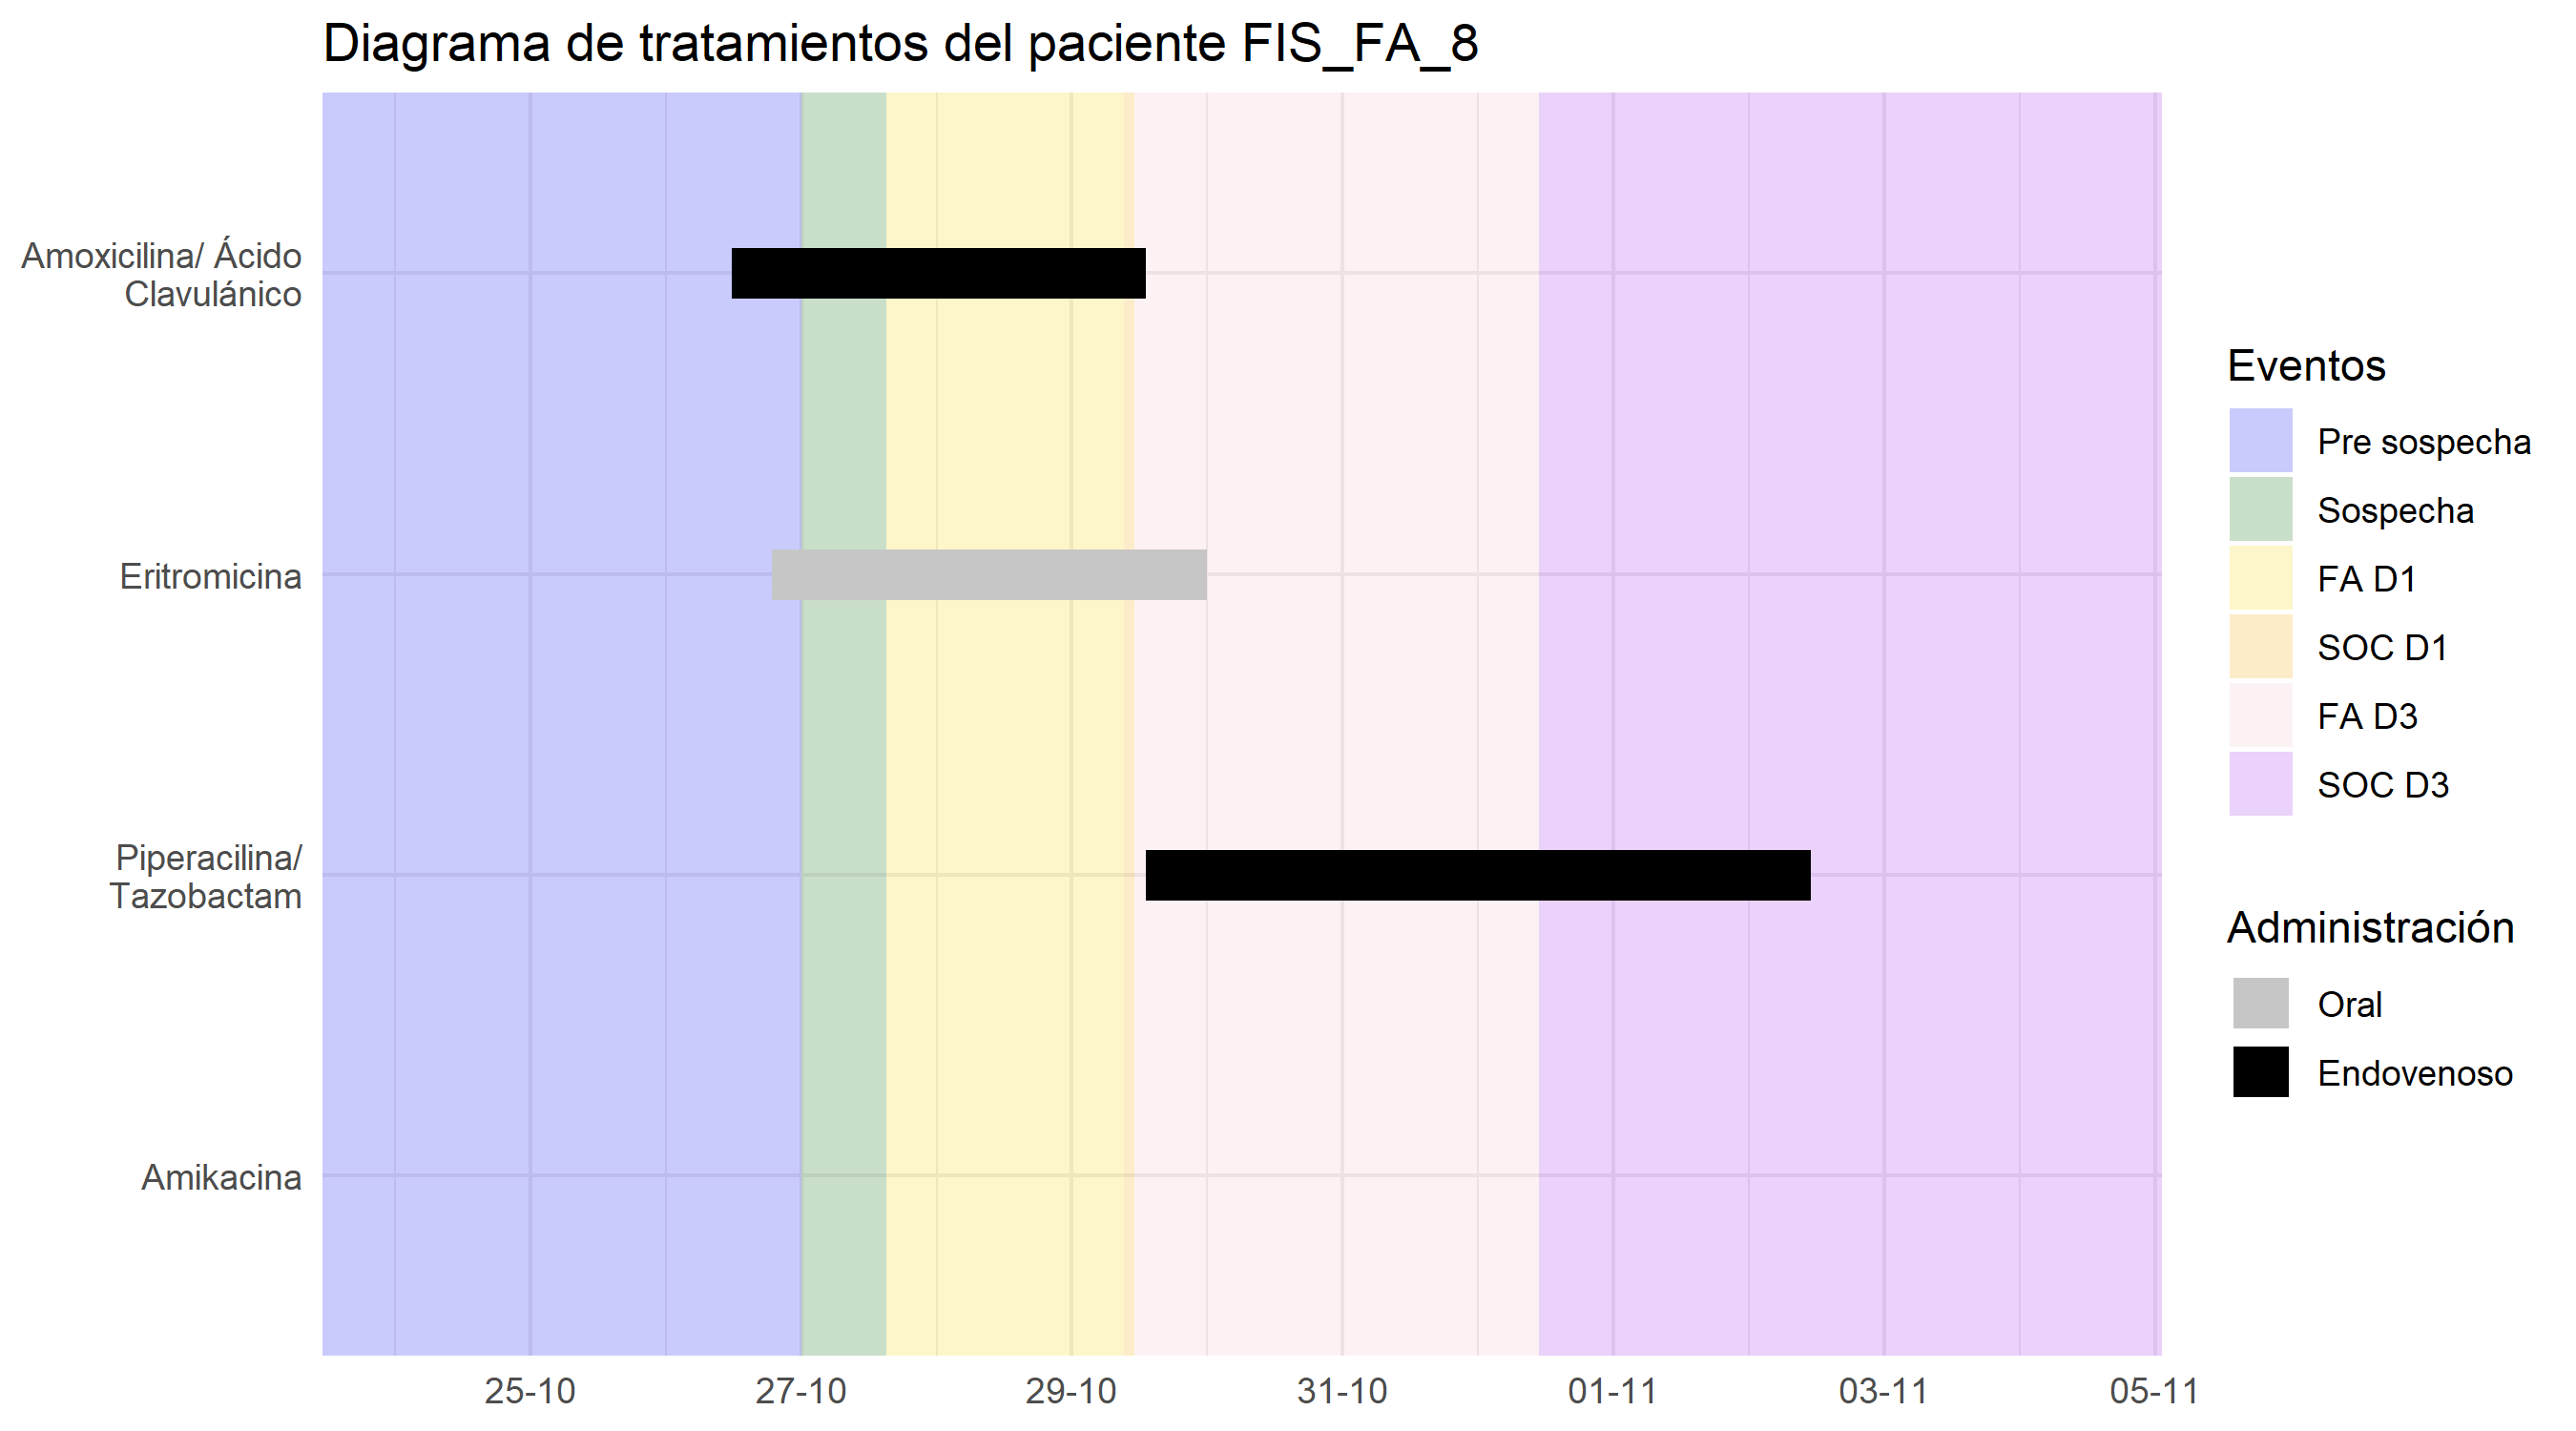 Diagrama de tratamientos del paciente FIS_FA_8
Amoxicilina/ Ácido
Clavulánico
Eritromicina
Piperacilina/
Tazobactam
Amikacina
25-10
27-10
29-10
31-10
01-11
03-11
05-11
Eventos
Pre sospecha
Sospecha
FA D1
SOC D1
FA D3
SOC D3
Administración
Oral
Endovenoso